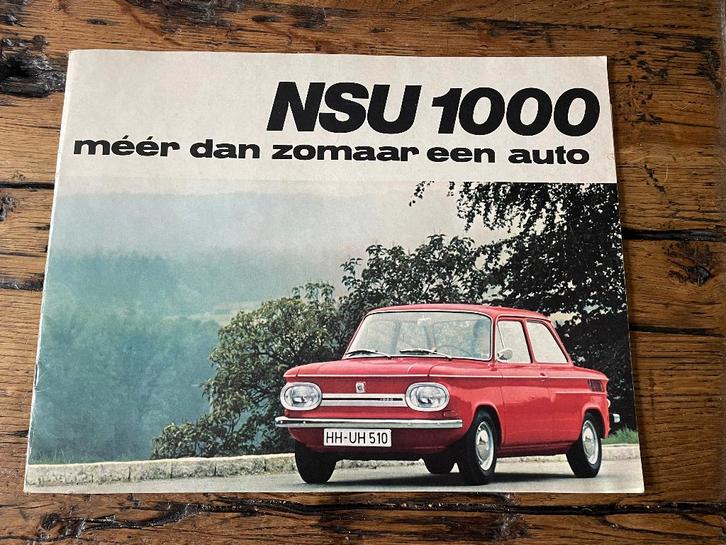 NSU 1000
méér dan zomaar een auto
HH-UH 510